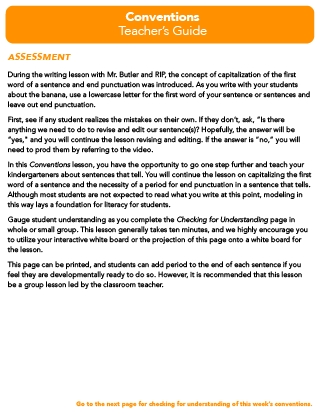 Conventions
Teacher's Guide
ASSESSMENT
During the writing lesson with Mr. Butler and RIP, the concept of capitalization of the first
word of a sentence and end punctuation was introduced. As you write with your students
about the banana, use a lowercase letter for the first word of your sentence or sentences and
leave out end punctuation.
First, see if any student realizes the mistakes on their own. If they don't, ask, "Is there
anything we need to do to revise and edit our sentence(s)? Hopefully, the answer will be
"yes," and you will continue the lesson revising and editing. If the answer is "no," you will
need to prod them by referring to the video.
In this Conventions lesson, you have the opportunity to go one step further and teach your
kindergarteners about sentences that tell. You will continue the lesson on capitalizing the first
word of a sentence and the necessity of a period for end punctuation in a sentence that tells.
Although most students are not expected to read what you write at this point, modeling in
this way lays a foundation for literacy for students.
Gauge student understanding as you complete the Checking for Understanding page in
whole or small group. This lesson generally takes ten minutes, and we highly encourage you
to utilize your interactive white board or the projection of this page onto a white board for
the lesson.
This page can be printed, and students can add period to the end of each sentence if you
feel they are developmentally ready to do so. However, it is recommended that this lesson
be a group lesson led by the classroom teacher.
Go to the next page for checking for understanding of this week's conventions.